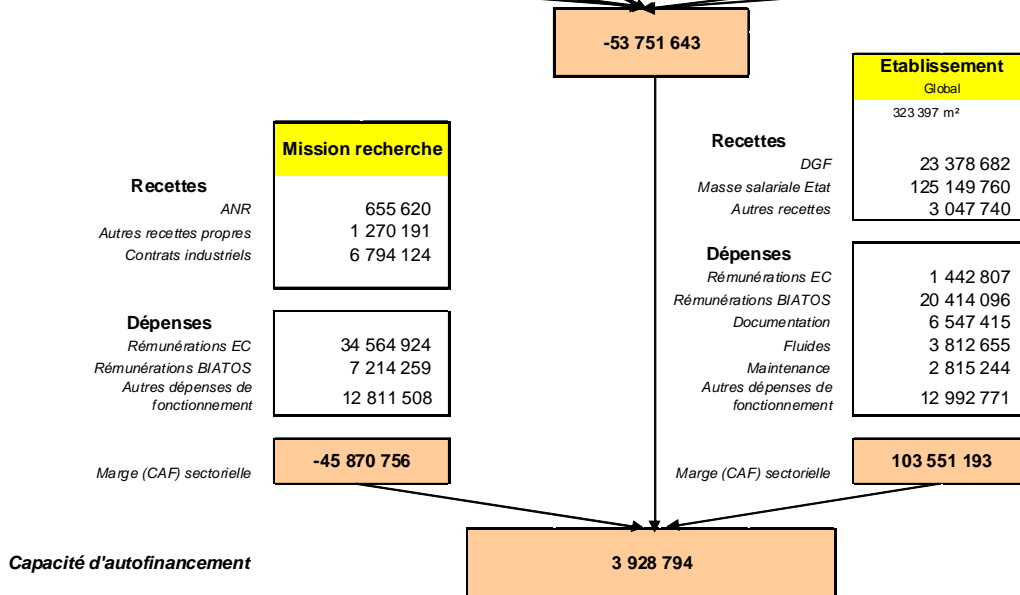 -53 751 643
Etablissement
Global
323 397 m²
Recettes
DGF 23 378 682
Masse salariale Etat 125 149 760
Autres recettes 3 047 740
Dépenses
Rémunérations EC 1 442 807
Rémunérations BIATOS 20 414 096
Documentation 6 547 415
Fluides 3 812 655
Maintenance 2 815 244
Autres dépenses de
fonctionnement 12 992 771
Marge (CAF) sectorielle 103 551 193
Mission recherche
Recettes
ANR 655 620
Autres recettes propres 1 270 191
Contrats industriels 6 794 124
Dépenses
Rémunérations EC 34 564 924
Rémunérations BIATOS 7 214 259
Autres dépenses de
fonctionnement 12 811 508
Marge (CAF) sectorielle -45 870 756
Capacité d'autofinancement 3 928 794